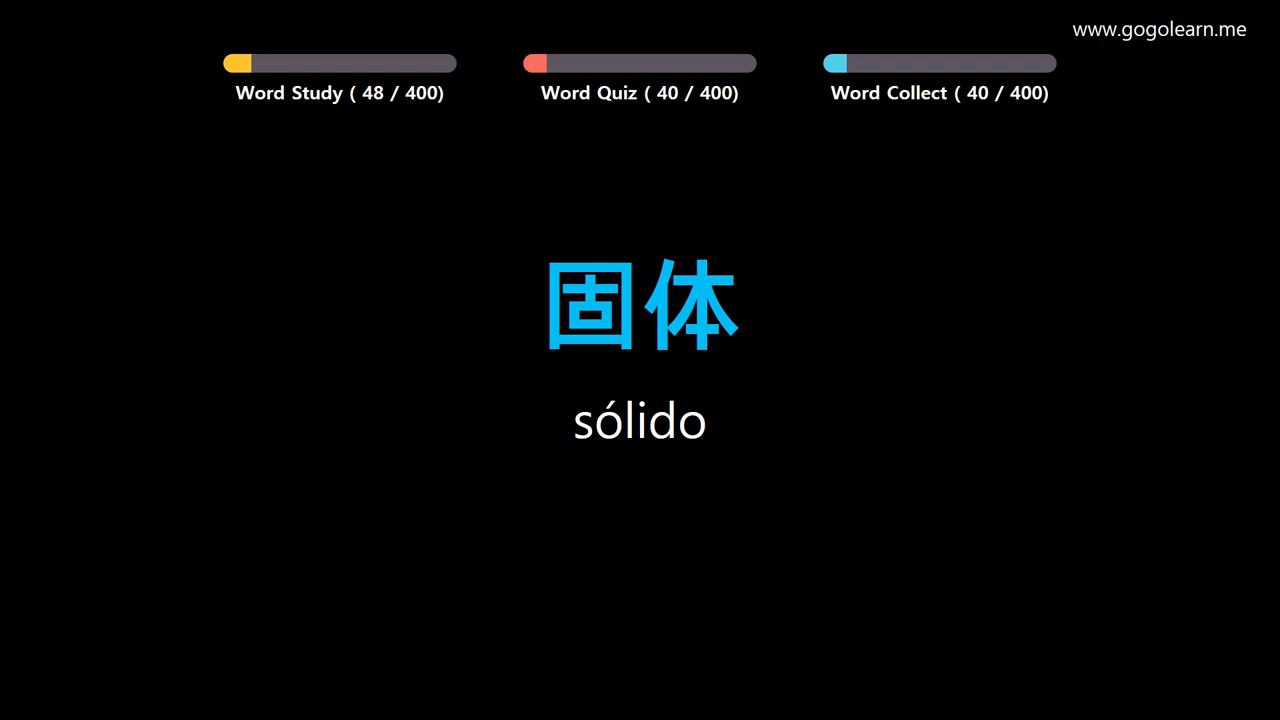 www.gogolearn.me
Word Study ( 48 / 400)
Word Quiz ( 40 / 400)
Word Collect ( 40 / 400)
固体
sólido